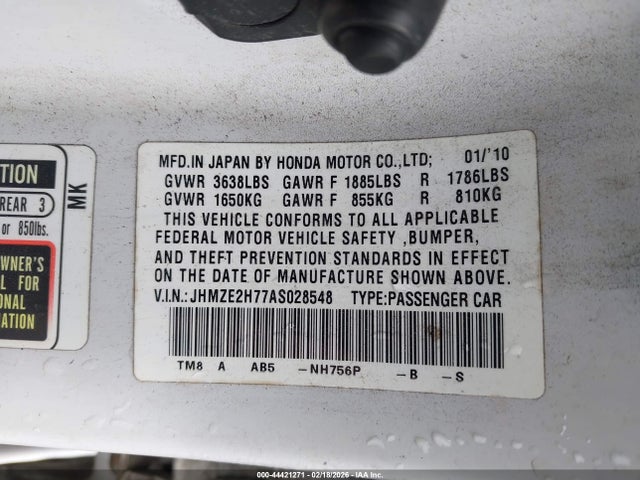 TION
REAR 3
or 850lbs.
MK
OWNER'S
L FOR
ONAL
ATION
MFD.IN JAPAN BY HONDA MOTOR CO.,LTD; 01/'10
GVWR 3638LBS GAWR F 1885LBS R 1786LBS
GVWR 1650KG GAWR F 855KG R 810KG
THIS VEHICLE CONFORMS TO ALL APPLICABLE
FEDERAL MOTOR VEHICLE SAFETY ,BUMPER,
AND THEFT PREVENTION STANDARDS IN EFFECT
ON THE DATE OF MANUFACTURE SHOWN ABOVE.
V.I.N.:JHMZE2H77AS028548 TYPE:PASSENGER CAR
TM8 A AB5 -NH756P -B -S
000-44421271 - 02/18/2026 - IAA Inc.